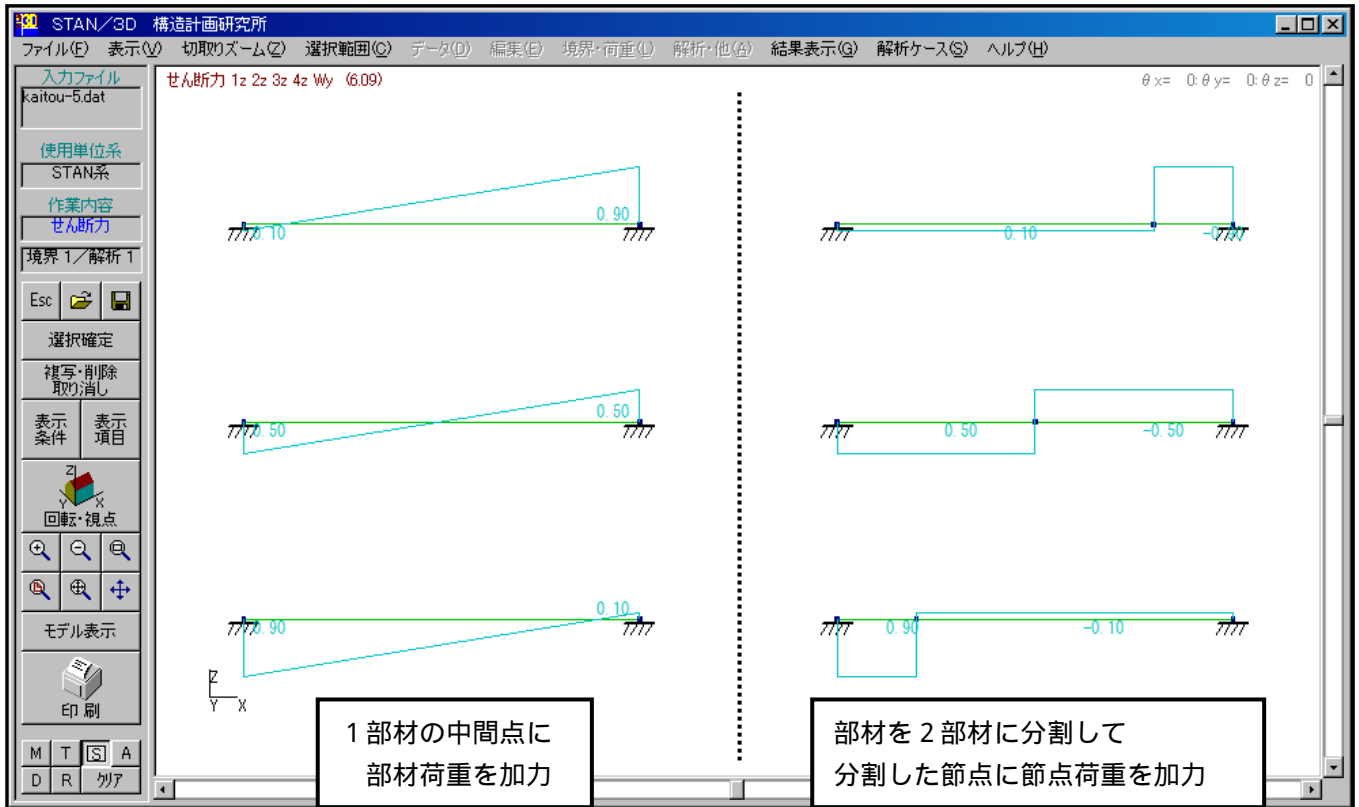 STAN／3D 構造計画研究所
ファイル(F) 表示(V) 切取りズーム(Z) 選択範囲(C) データ(D) 編集(E) 境界・荷重(L) 解析・他(A) 結果表示(G) 解析ケース(S) ヘルプ(H)
入力ファイル
kaitou-5.dat
使用単位系
STAN系
作業内容
せん断力
境界 1／解析 1
Esc
選択確定
複写・削除
取り消し
表示
条件
表示
項目
Z
Y X
回転・視点
モデル表示
印 刷
M T S A
D R クリア
せん断力 1z 2z 3z 4z Wy (6.09)
θx= 0:θy= 0:θz= 0
0.90
0.10
0.10
0.50
0.50
0.50 -0.50
0.10
0.90
0.90 -0.10
Z
Y X
1部材の中間点に
部材荷重を加力
部材を2部材に分割して
分割した節点に節点荷重を加力